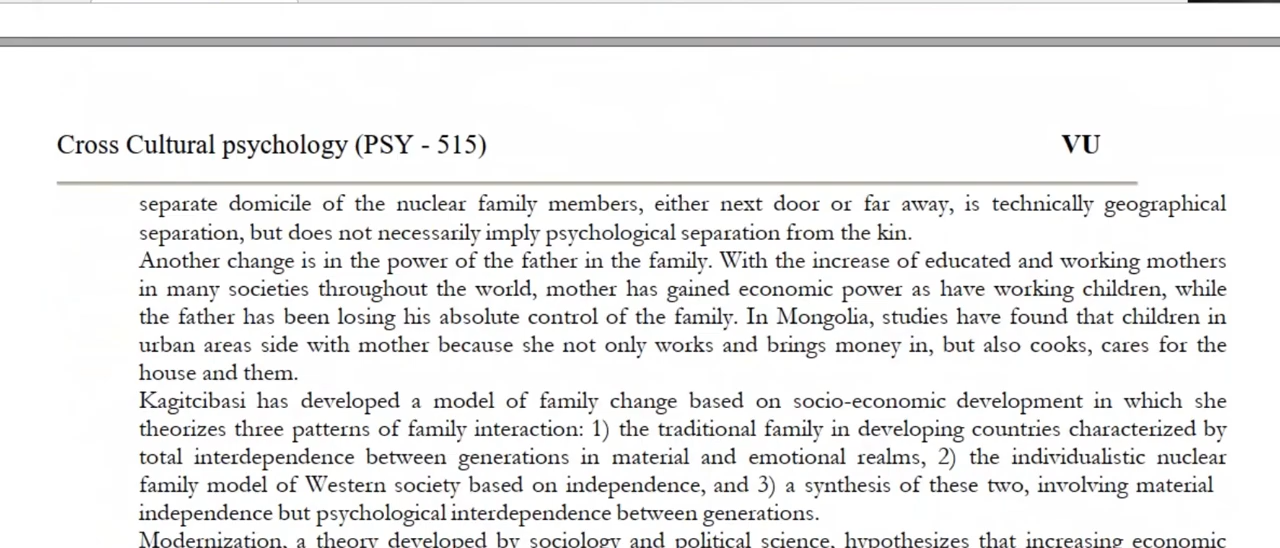 Cross Cultural psychology (PSY - 515) VU
separate domicile of the nuclear family members, either next door or far away, is technically geographical
separation, but does not necessarily imply psychological separation from the kin.
Another change is in the power of the father in the family. With the increase of educated and working mothers
in many societies throughout the world, mother has gained economic power as have working children, while
the father has been losing his absolute control of the family. In Mongolia, studies have found that children in
urban areas side with mother because she not only works and brings money in, but also cooks, cares for the
house and them.
Kagitcibasi has developed a model of family change based on socio-economic development in which she
theorizes three patterns of family interaction: 1) the traditional family in developing countries characterized by
total interdependence between generations in material and emotional realms, 2) the individualistic nuclear
family model of Western society based on independence, and 3) a synthesis of these two, involving material
independence but psychological interdependence between generations.
Modernization, a theory developed by sociology and political science, hypothesizes that increasing economic